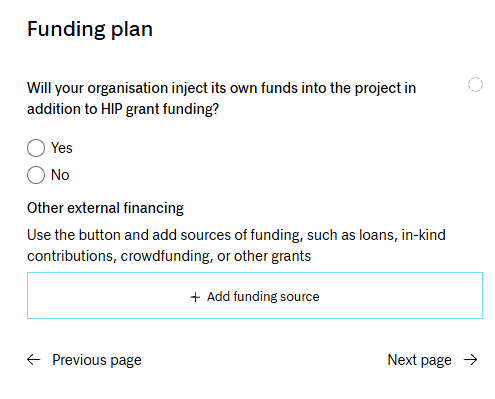 Funding plan
Will your organisation inject its own funds into the project in
addition to HIP grant funding?
Yes
No
Other external financing
Use the button and add sources of funding, such as loans, in-kind
contributions, crowdfunding, or other grants
+ Add funding source
← Previous page
Next page →